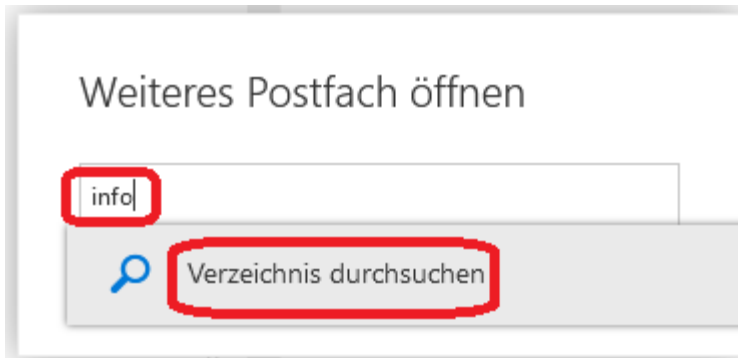 Weiteres Postfach öffnen
info
Verzeichnis durchsuchen